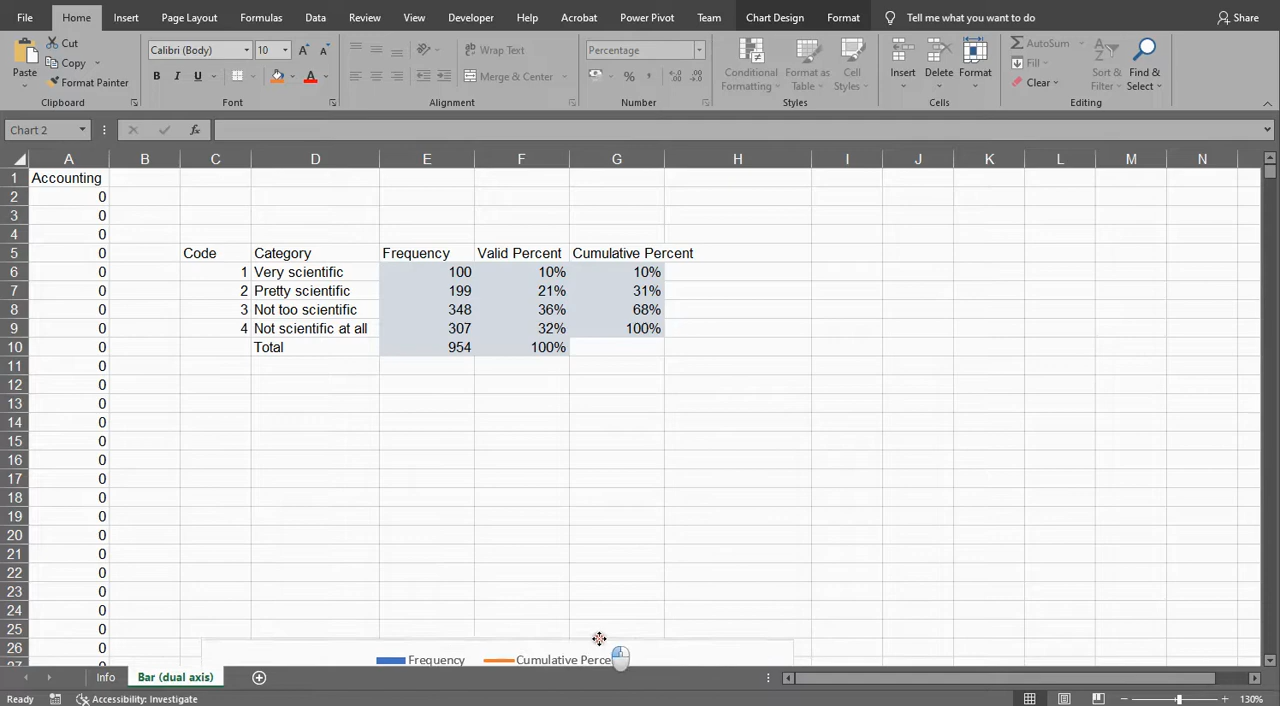 File Home Insert Page Layout Formulas Data Review View Developer Help Acrobat Power Pivot Team Chart Design Format Tell me what you want to do Share
Paste Cut Copy Format Painter
Clipboard
Calibri (Body) 10
B I U
Font
Wrap Text
Merge & Center
Alignment
Percentage
%
Number
Conditional Formatting Format as Table Cell Styles
Styles
Insert Delete Format
Cells
AutoSum
Fill
Clear
Sort & Filter Find & Select
Editing
Chart 2 fx
A B C D E F G H I J K L M N
1 Accounting
2 0
3 0
4 0
5 0 Code Category Frequency Valid Percent Cumulative Percent
6 0 1 Very scientific 100 10% 10%
7 0 2 Pretty scientific 199 21% 31%
8 0 3 Not too scientific 348 36% 68%
9 0 4 Not scientific at all 307 32% 100%
10 0 Total 954 100%
11 0
12 0
13 0
14 0
15 0
16 0
17 0
18 0
19 0
20 0
21 0
22 0
23 0
24 0
25 0
26 0
27 0
Frequency Cumulative Perce
Info Bar (dual axis)
Ready Accessibility: Investigate 130%